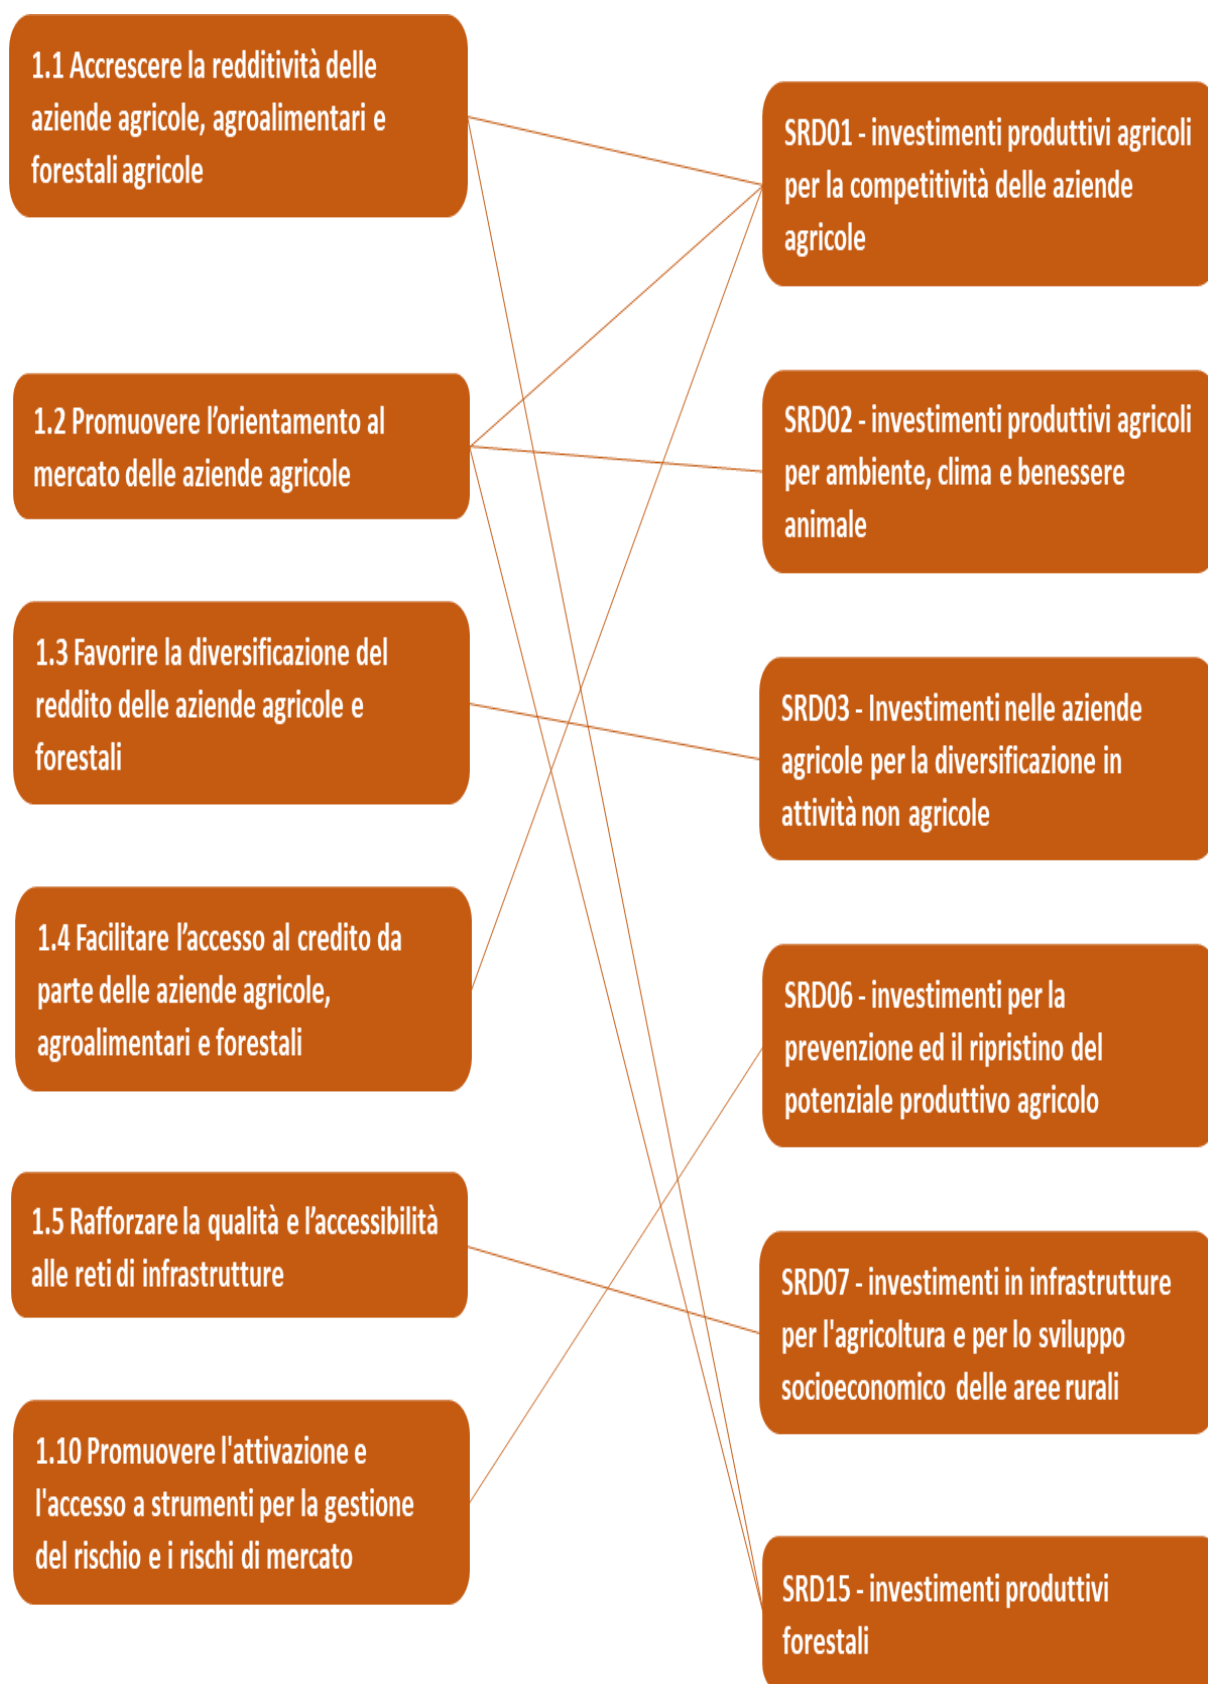 1.1 Accrescere la redditività delle
aziende agricole, agroalimentari e
forestali agricole
1.2 Promuovere l’orientamento al
mercato delle aziende agricole
1.3 Favorire la diversificazione del
reddito delle aziende agricole e
forestali
1.4 Facilitare l’accesso al credito da
parte delle aziende agricole,
agroalimentari e forestali
1.5 Rafforzare la qualità e l’accessibilità
alle reti di infrastrutture
1.10 Promuovere l'attivazione e
l'accesso a strumenti per la gestione
del rischio e i rischi di mercato
SRD01 - investimenti produttivi agricoli
per la competitività delle aziende
agricole
SRD02 - investimenti produttivi agricoli
per ambiente, clima e benessere
animale
SRD03 - Investimenti nelle aziende
agricole per la diversificazione in
attività non agricole
SRD06 - investimenti per la
prevenzione ed il ripristino del
potenziale produttivo agricolo
SRD07 - investimenti in infrastrutture
per l'agricoltura e per lo sviluppo
socioeconomico delle aree rurali
SRD15 - investimenti produttivi
forestali